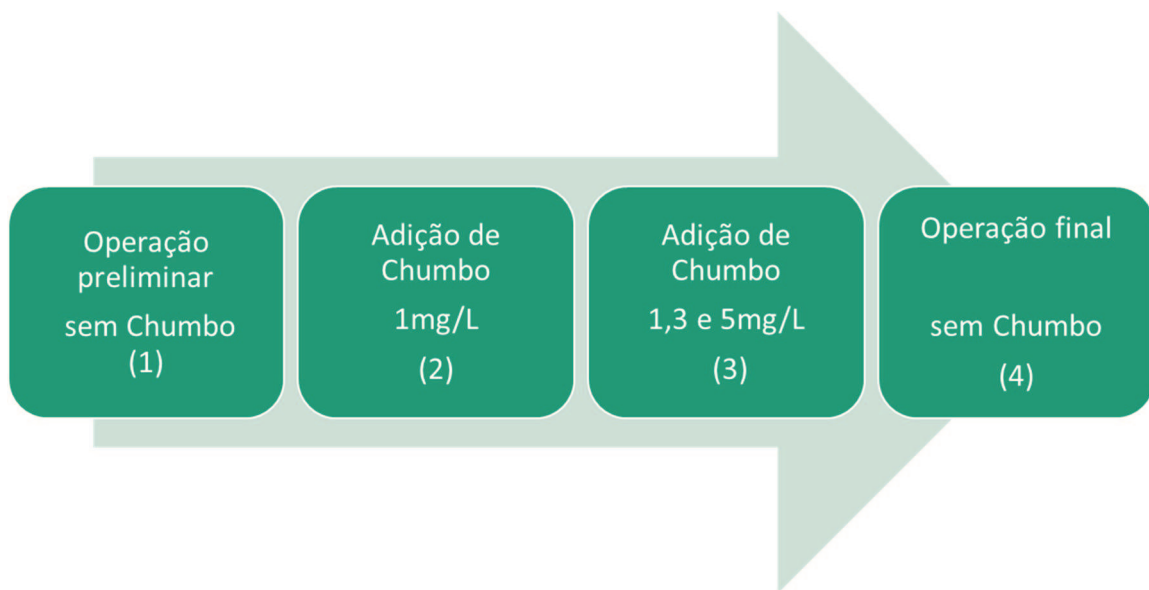 Operação
preliminar
sem Chumbo
(1)
Adição de
Chumbo
1mg/L
(2)
Adição de
Chumbo
1,3 e 5mg/L
(3)
Operação final
sem Chumbo
(4)